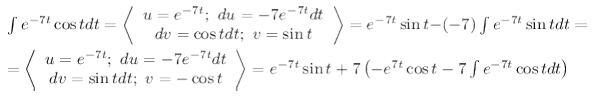 ∫ e^{-7t} cos t dt = ⟨ u = e^{-7t}; du = −7e^{-7t}dt / dv = cos t dt; v = sin t ⟩ = e^{-7t} sin t − (−7) ∫ e^{-7t} sin t dt =
= ⟨ u = e^{-7t}; du = −7e^{-7t}dt / dv = sin t dt; v = − cos t ⟩ = e^{-7t} sin t + 7 (−e^{7t} cos t − 7 ∫ e^{-7t} cos t dt)